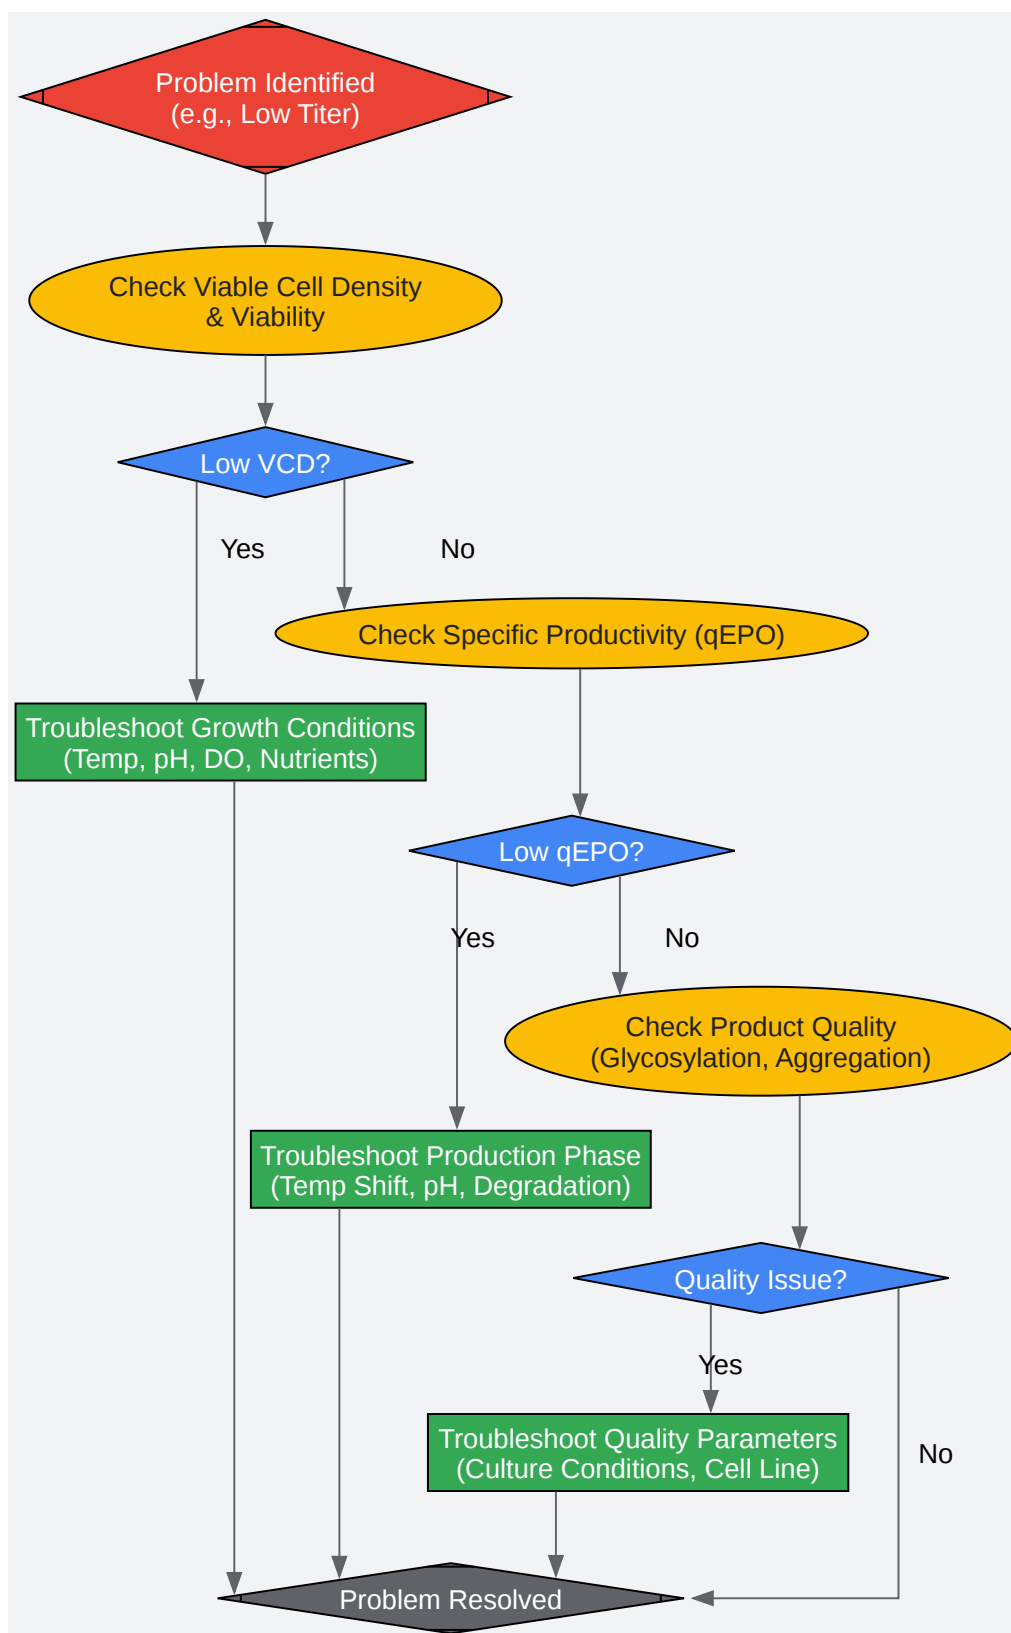 Problem Identified
(e.g., Low Titer)
Check Viable Cell Density
& Viability
Low VCD?
Yes
No
Check Specific Productivity (qEPO)
Troubleshoot Growth Conditions
(Temp, pH, DO, Nutrients)
Low qEPO?
Yes
No
Check Product Quality
(Glycosylation, Aggregation)
Troubleshoot Production Phase
(Temp Shift, pH, Degradation)
Quality Issue?
Yes
Troubleshoot Quality Parameters
(Culture Conditions, Cell Line)
No
Problem Resolved